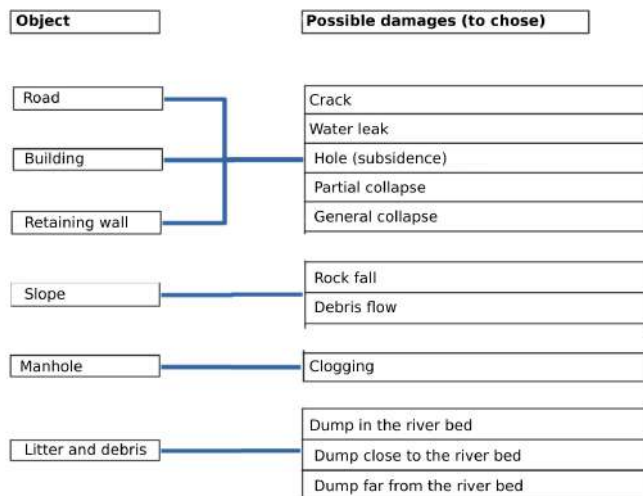 Object
Possible damages (to chose)
Road
Building
Retaining wall
Crack
Water leak
Hole (subsidence)
Partial collapse
General collapse
Slope
Rock fall
Debris flow
Manhole
Clogging
Litter and debris
Dump in the river bed
Dump close to the river bed
Dump far from the river bed